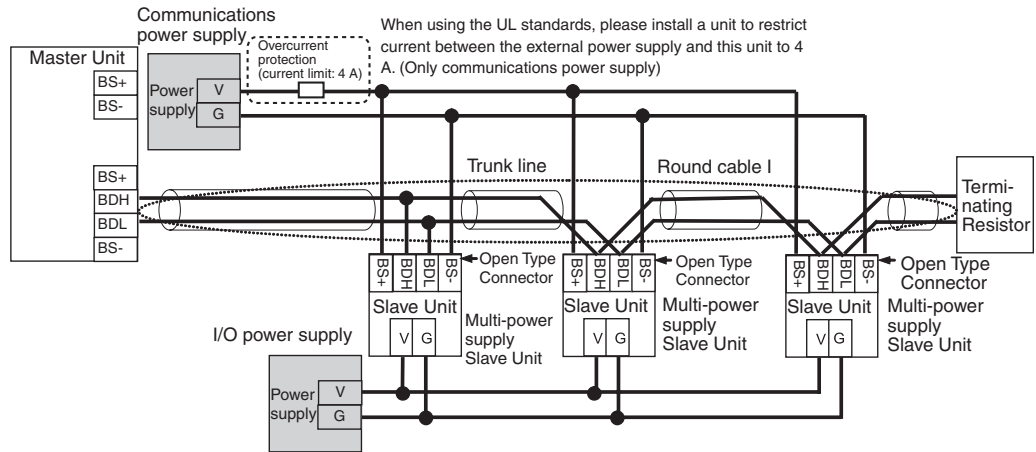 Communications
power supply
Master Unit
BS+
BS-
BS+
BDH
BDL
BS-
Power
supply
V
G
Overcurrent
protection
(current limit: 4 A)
When using the UL standards, please install a unit to restrict
current between the external power supply and this unit to 4
A. (Only communications power supply)
Trunk line
Round cable I
Termi-
nating
Resistor
BS+
BDH
BDL
BS-
Open Type
Connector
Slave Unit
V
G
Multi-power
supply
Slave Unit
BS+
BDH
BDL
BS-
Open Type
Connector
Slave Unit
V
G
Multi-power
supply
Slave Unit
BS+
BDH
BDL
BS-
Open Type
Connector
Slave Unit
V
G
Multi-power
supply
Slave Unit
I/O power supply
Power
supply
V
G